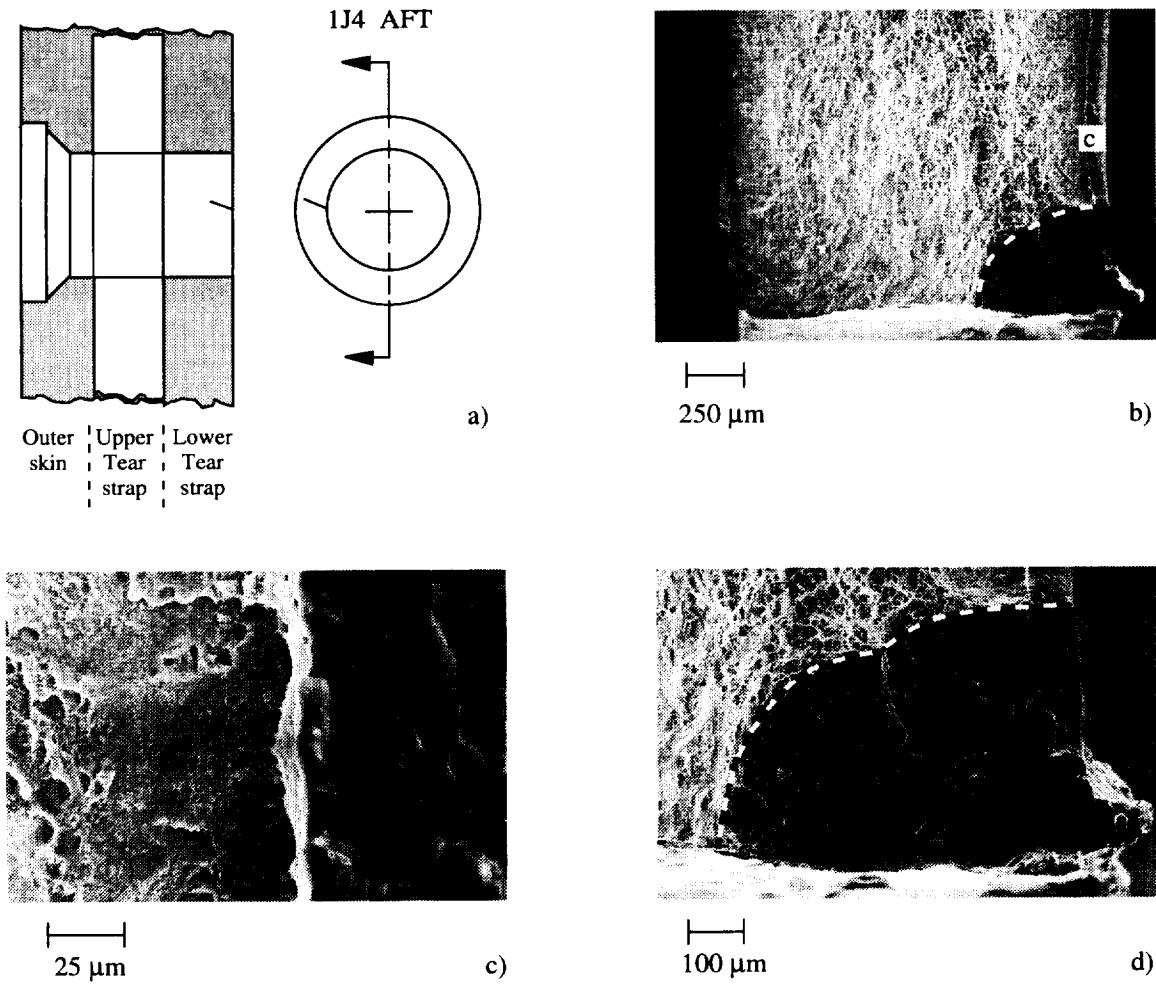 1J4 AFT
a)
Outer Upper Lower
skin Tear Tear
strap strap
c
250 µm
b)
25 µm
c)
100 µm
d)